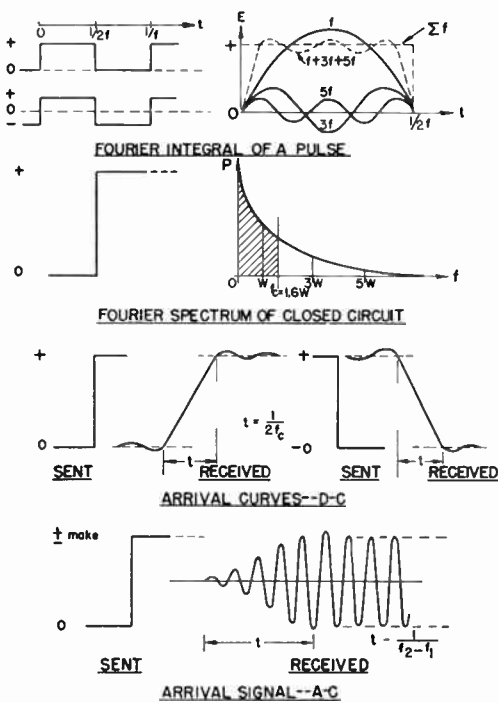 0 1/2f 1/f t
+
0
+
0
−
E
+
0
f
Σf
f+3f+5f
5f
3f
1/2f t
FOURIER INTEGRAL OF A PULSE
+
0
P
0 W 3W 5W f
fc=1.6W
FOURIER SPECTRUM OF CLOSED CIRCUIT
+
0
t
t = 1/2fc
+
-0
t
SENT RECEIVED SENT RECEIVED
ARRIVAL CURVES--D-C
± make
0
t
t - 1/f2-f1
SENT RECEIVED
ARRIVAL SIGNAL--A-C